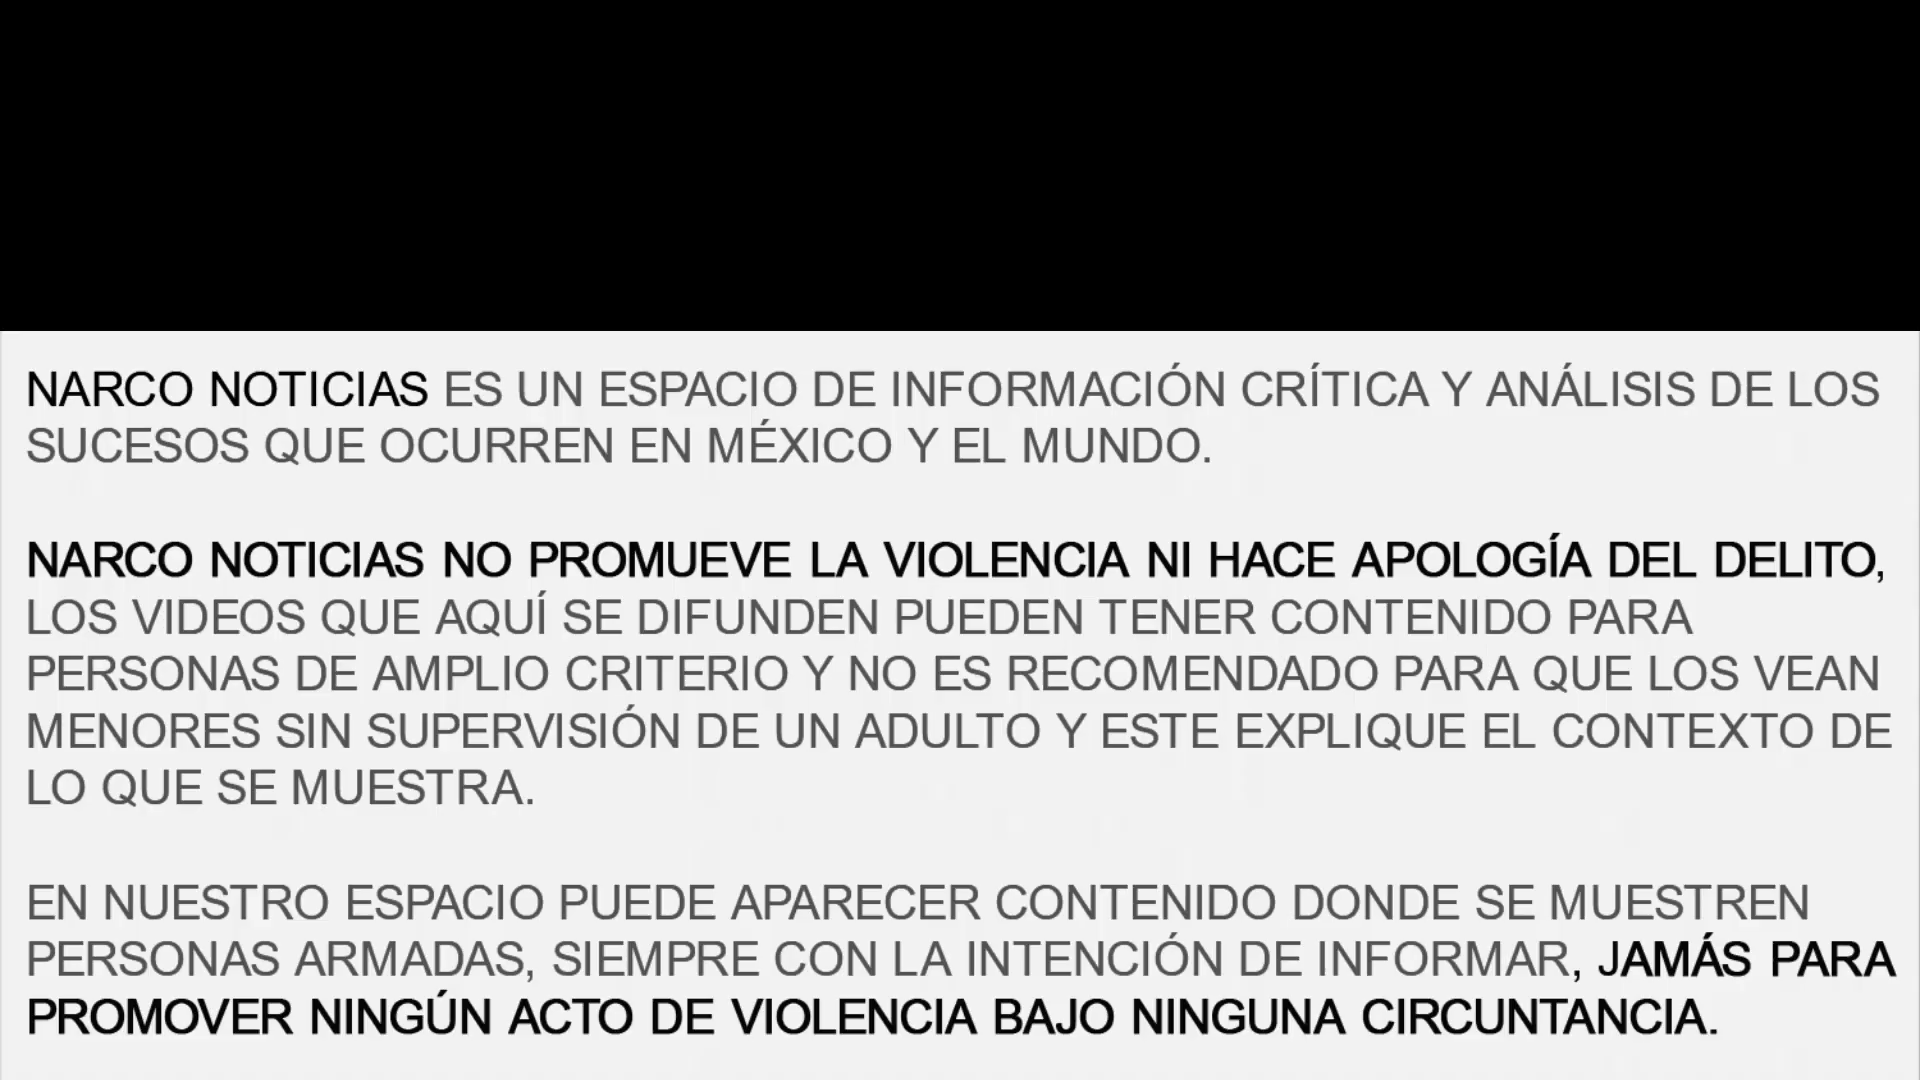 NARCO NOTICIAS ES UN ESPACIO DE INFORMACIÓN CRÍTICA Y ANÁLISIS DE LOS
SUCESOS QUE OCURREN EN MÉXICO Y EL MUNDO.
NARCO NOTICIAS NO PROMUEVE LA VIOLENCIA NI HACE APOLOGÍA DEL DELITO,
LOS VIDEOS QUE AQUÍ SE DIFUNDEN PUEDEN TENER CONTENIDO PARA
PERSONAS DE AMPLIO CRITERIO Y NO ES RECOMENDADO PARA QUE LOS VEAN
MENORES SIN SUPERVISIÓN DE UN ADULTO Y ESTE EXPLIQUE EL CONTEXTO DE
LO QUE SE MUESTRA.
EN NUESTRO ESPACIO PUEDE APARECER CONTENIDO DONDE SE MUESTREN
PERSONAS ARMADAS, SIEMPRE CON LA INTENCIÓN DE INFORMAR, JAMÁS PARA
PROMOVER NINGÚN ACTO DE VIOLENCIA BAJO NINGUNA CIRCUNTANCIA.